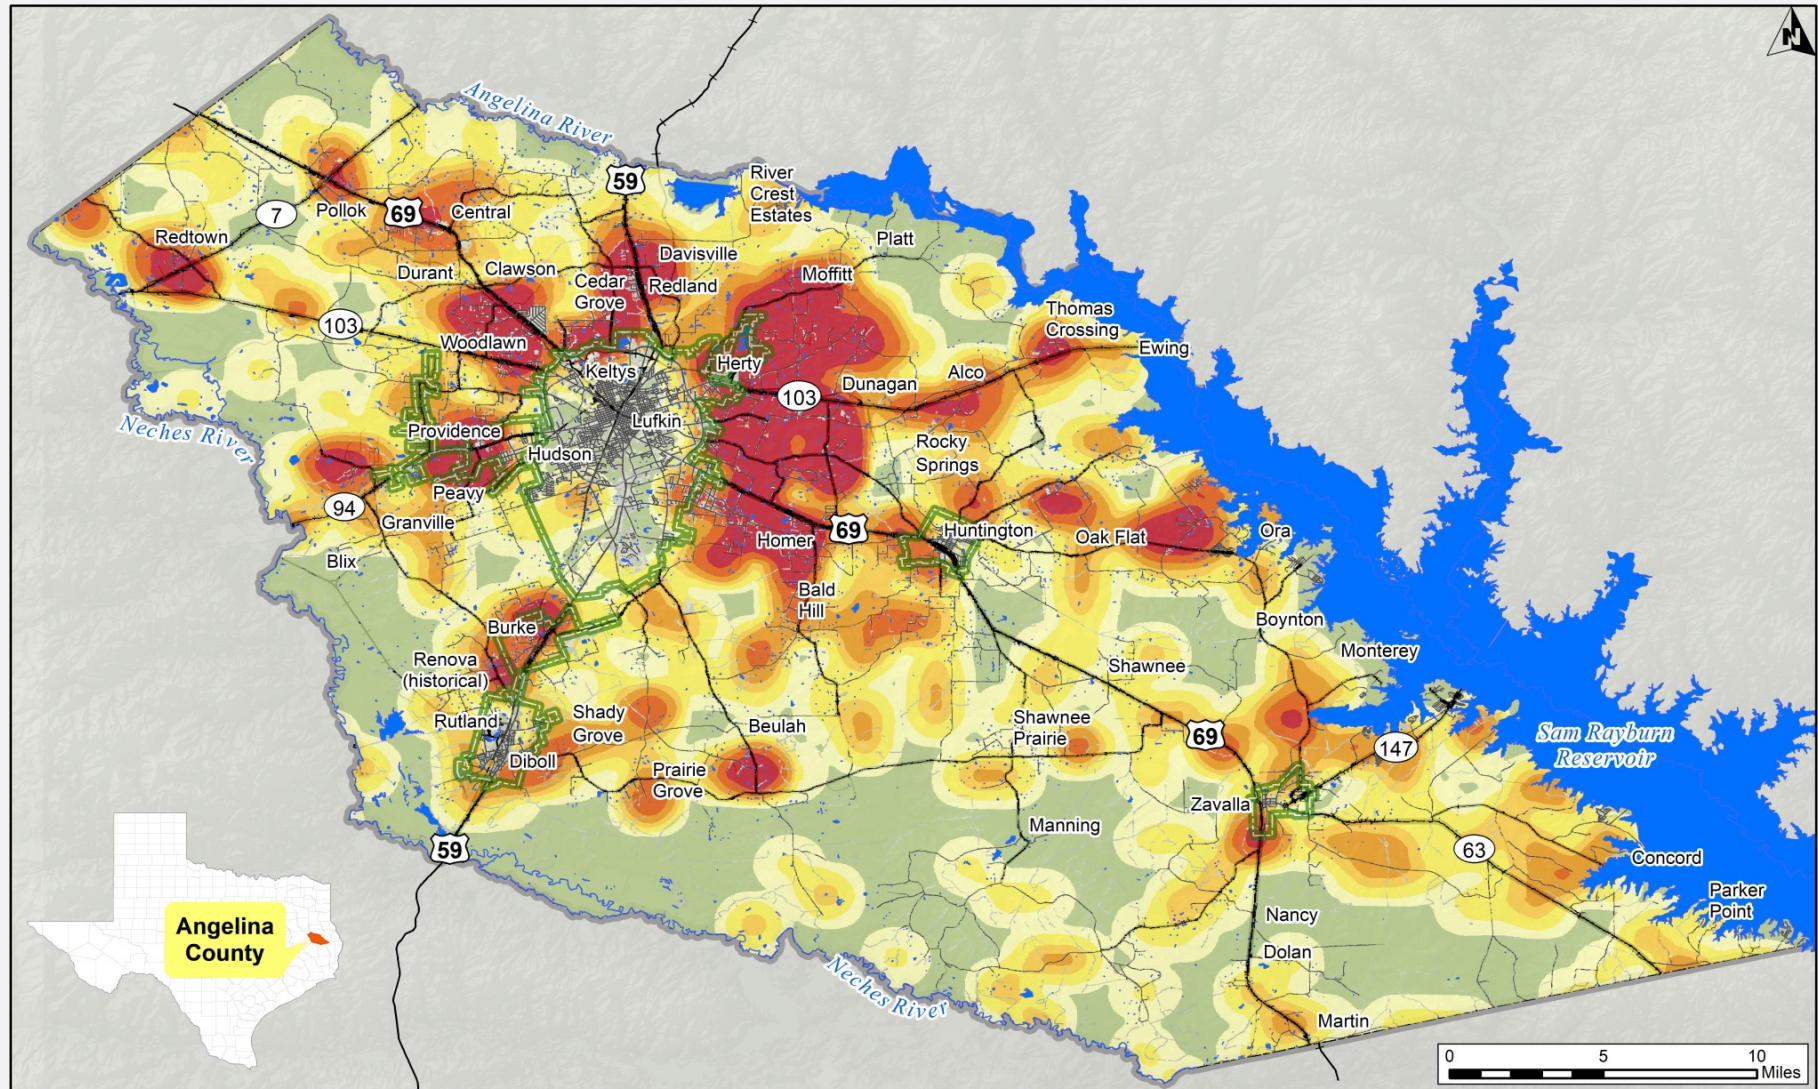 N
Angelina River
59
River
Crest
Estates
7
Pollok
69
Central
Platt
Redtown
Davisville
Durant
Clawson
Cedar
Grove
Redland
Moffitt
Thomas
Crossing
103
Woodlawn
Ewing
Keltys
Herty
103
Dunagan
Alco
Neches River
Providence
Lufkin
Hudson
Rocky
Springs
Peavy
94
Granville
Homer
69
Huntington
Oak Flat
Ora
Blix
Bald
Hill
Burke
Boynton
Renova
(historical)
Monterey
Shawnee
Rutland
Shady
Grove
Beulah
Shawnee
Prairie
69
147
Sam Rayburn
Reservoir
Diboll
Prairie
Grove
Zavalla
Manning
59
63
Concord
Parker
Point
Angelina
County
Nancy
Dolan
Neches River
Martin
0 5 10
Miles